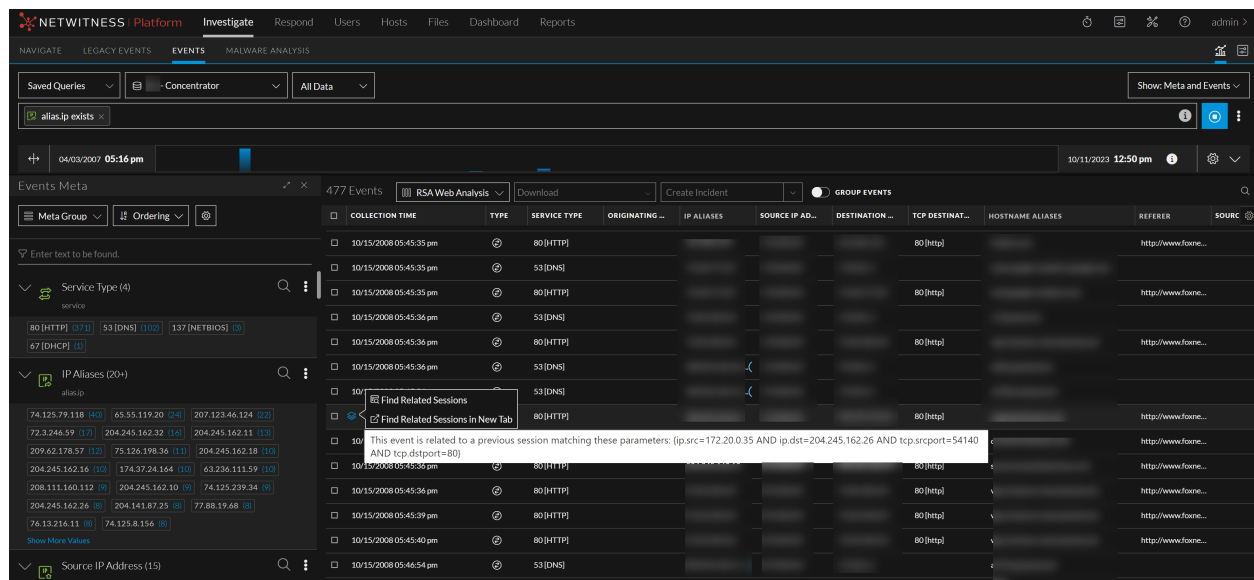 NETWITNESS | Platform Investigate Respond Users Hosts Files Dashboard Reports admin >
NAVIGATE LEGACY EVENTS EVENTS MALWARE ANALYSIS
Saved Queries - Concentrator All Data Show: Meta and Events
alias.ip exists ×
04/03/2007 05:16 pm 10/11/2023 12:50 pm
Events Meta
477 Events RSA Web Analysis Download Create Incident GROUP EVENTS
Meta Group Ordering
COLLECTION TIME TYPE SERVICE TYPE ORIGINATING ... IP ALIASES SOURCE IP AD... DESTINATION ... TCP DESTINAT... HOSTNAME ALIASES REFERER SOURC
Enter text to be found.
Service Type (4)
service
80 [HTTP] (371) 53 [DNS] (102) 137 [NETBIOS] (3)
67 [DHCP] (1)
IP Aliases (20+)
alias.ip
74.125.79.118 (40) 65.55.119.20 (24) 207.123.46.124 (22)
72.3.246.59 (17) 204.245.162.32 (16) 204.245.162.11 (13)
209.62.178.57 (12) 75.126.198.36 (11) 204.245.162.18 (10)
204.245.162.16 (10) 174.37.24.164 (10) 63.236.111.59 (10)
208.111.160.112 (9) 204.245.162.10 (9) 74.125.239.34 (9)
204.245.162.26 (8) 204.141.87.25 (8) 77.88.19.68 (8)
76.13.216.11 (8) 74.125.8.156 (8)
Show More Values
Source IP Address (15)
10/15/2008 05:45:35 pm 80 [HTTP] 80 [http] http://www.foxne...
10/15/2008 05:45:35 pm 53 [DNS]
10/15/2008 05:45:35 pm 80 [HTTP] 80 [http] http://www.foxne...
10/15/2008 05:45:36 pm 53 [DNS]
10/15/2008 05:45:36 pm 80 [HTTP] 80 [http] http://www.foxne...
10/15/2008 05:45:36 pm 53 [DNS]
10/ 53 [DNS]
Find Related Sessions
Find Related Sessions in New Tab
80 [HTTP] 80 [http] http://www.foxne...
This event is related to a previous session matching these parameters: (ip.src=172.20.0.35 AND ip.dst=204.245.162.26 AND tcp.srcport=54140
AND tcp.dstport=80)
10/ http://www.foxne...
10/15/2008 05:45:36 pm 80 [HTTP] 80 [http] http://www.foxne...
10/15/2008 05:45:36 pm 80 [HTTP] 80 [http] http://www.foxne...
10/15/2008 05:45:39 pm 80 [HTTP] 80 [http] http://www.foxne...
10/15/2008 05:45:40 pm 80 [HTTP] 80 [http] http://www.foxne...
10/15/2008 05:46:54 pm 53 [DNS]